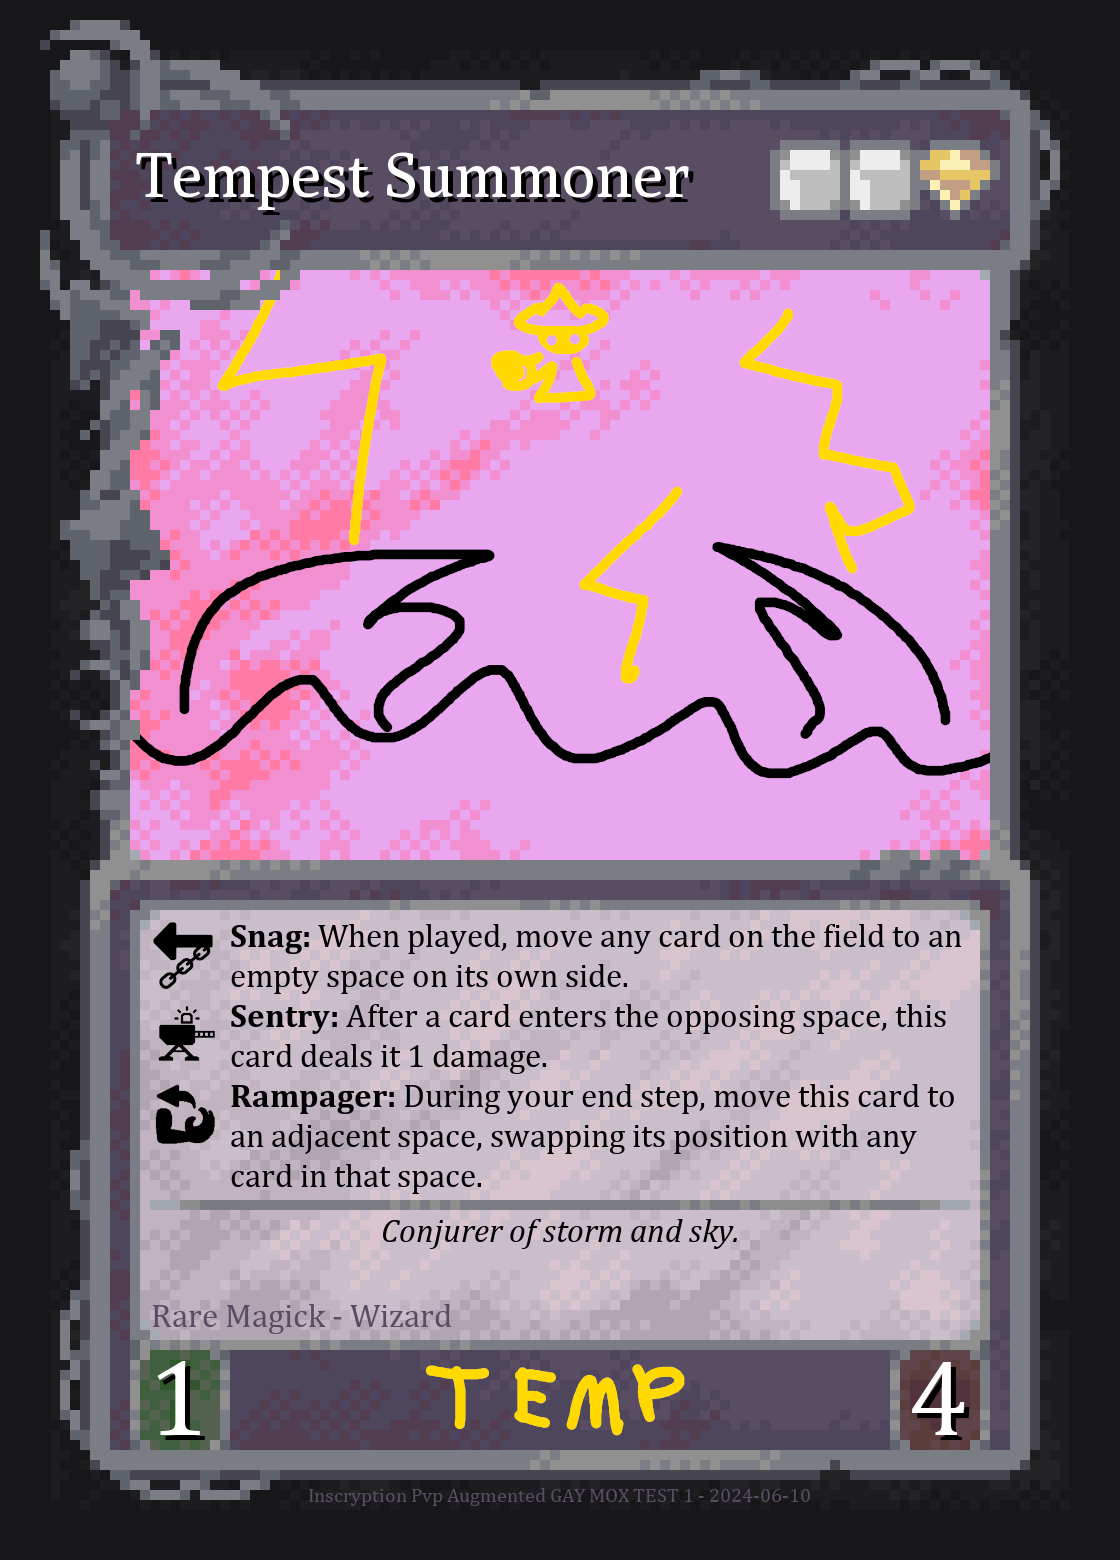 Tempest Summoner
Snag: When played, move any card on the field to an
empty space on its own side.
Sentry: After a card enters the opposing space, this
card deals it 1 damage.
Rampager: During your end step, move this card to
an adjacent space, swapping its position with any
card in that space.
Conjurer of storm and sky.
Rare Magick - Wizard
1 TEMP 4
Inscryption Pvp Augmented GAY MOX TEST 1 - 2024-06-10